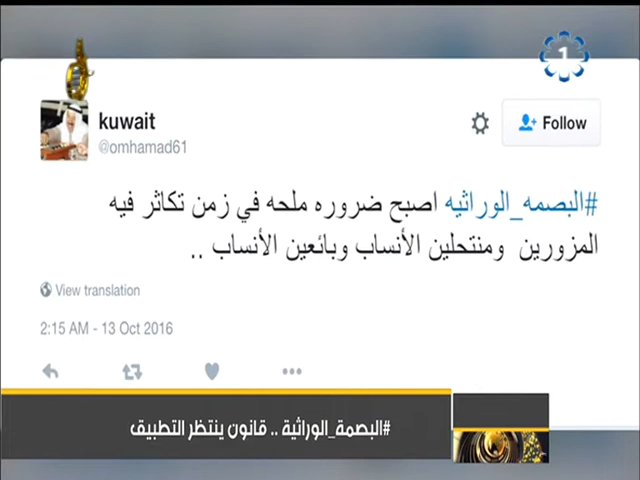 1
kuwait
@omhamad61
Follow
#البصمه_الوراثيه اصبح ضروره ملحه في زمن تكاثر فيه
المزورين ومنتحلين الأنساب وبائعين الأنساب ..
View translation
2:15 AM - 13 Oct 2016
#البصمة_الوراثية .. قانون ينتظر التطبيق